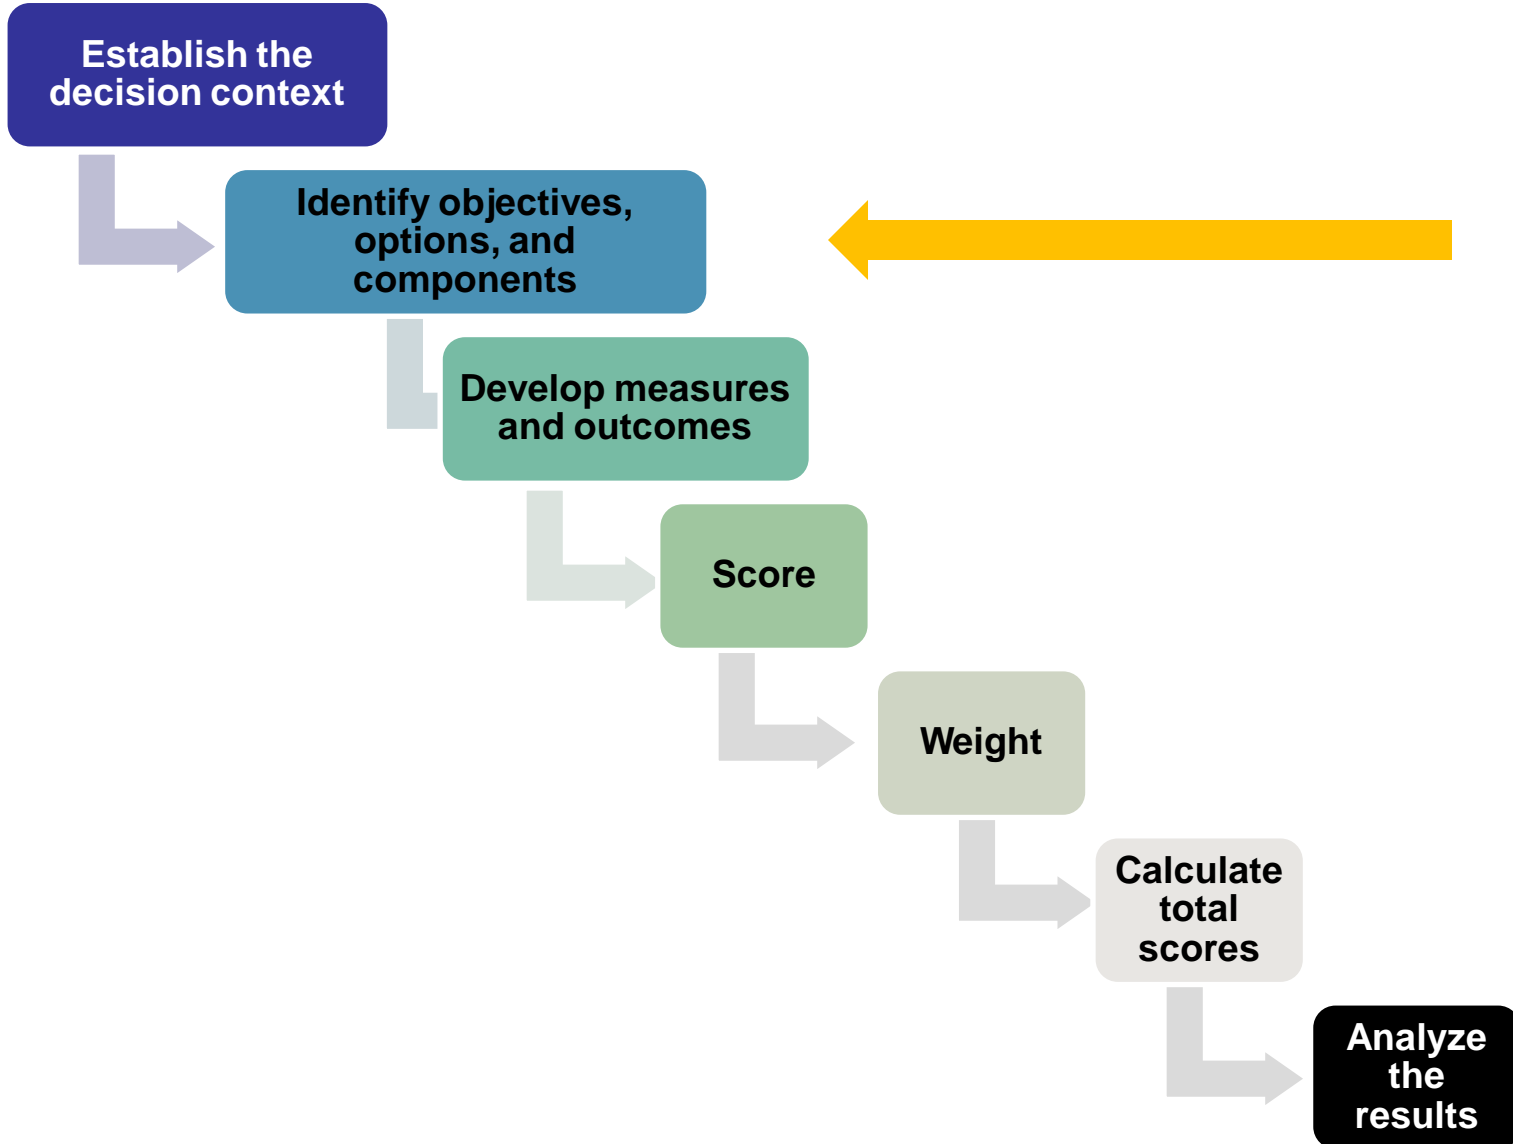 Establish the
decision context
Identify objectives,
options, and
components
Develop measures
and outcomes
Score
Weight
Calculate
total
scores
Analyze
the
results